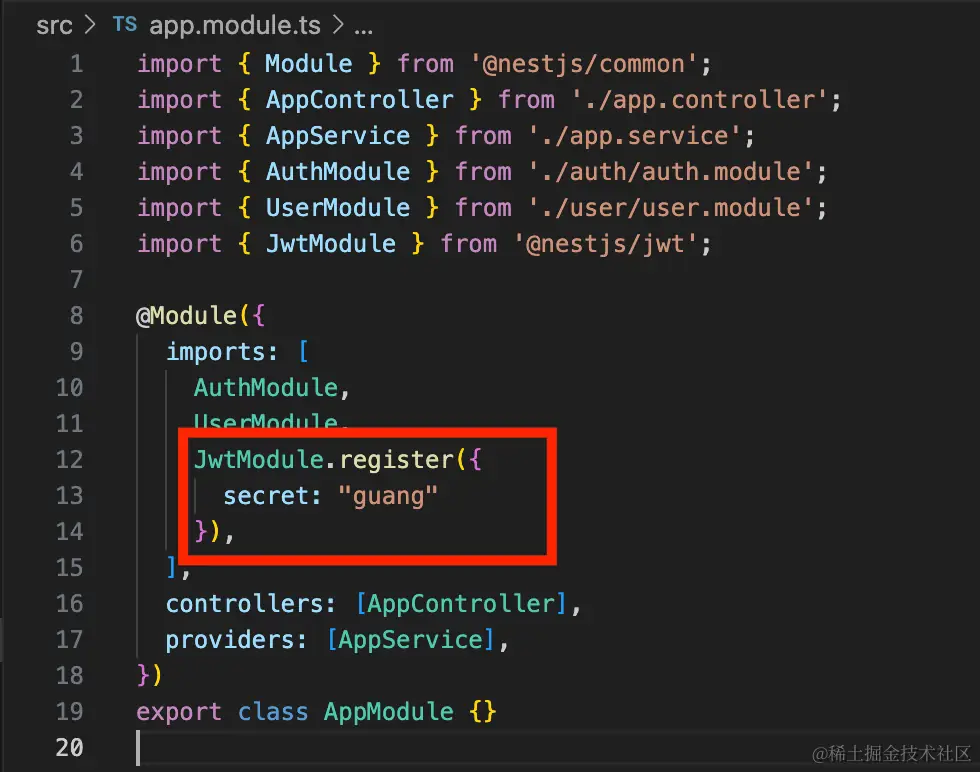 src > TS app.module.ts > ...
1 import { Module } from '@nestjs/common';
2 import { AppController } from './app.controller';
3 import { AppService } from './app.service';
4 import { AuthModule } from './auth/auth.module';
5 import { UserModule } from './user/user.module';
6 import { JwtModule } from '@nestjs/jwt';
7
8 @Module({
9   imports: [
10     AuthModule,
11     UserModule,
12     JwtModule.register({
13       secret: "guang"
14     }),
15   ],
16   controllers: [AppController],
17   providers: [AppService],
18 })
19 export class AppModule {}
20
@稀土掘金技术社区